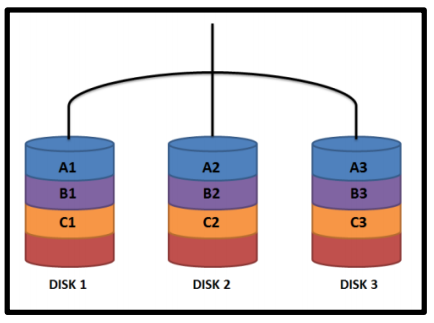 A1 A2 A3
B1 B2 B3
C1 C2 C3
DISK 1 DISK 2 DISK 3